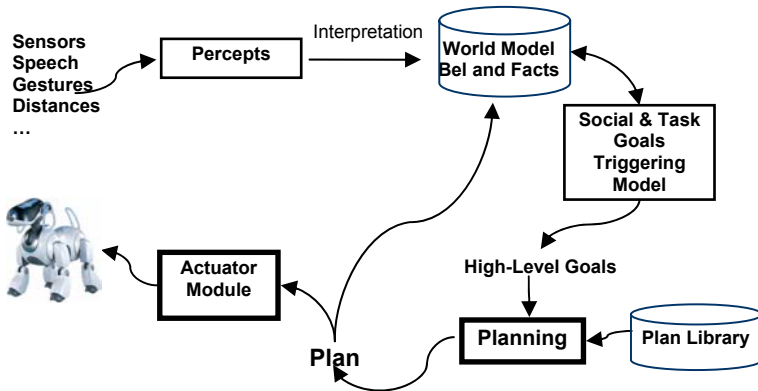 Sensors
Speech
Gestures
Distances
…
Percepts
Interpretation
World Model
Bel and Facts
Social & Task
Goals
Triggering
Model
High-Level Goals
Actuator
Module
Plan
Planning
Plan Library